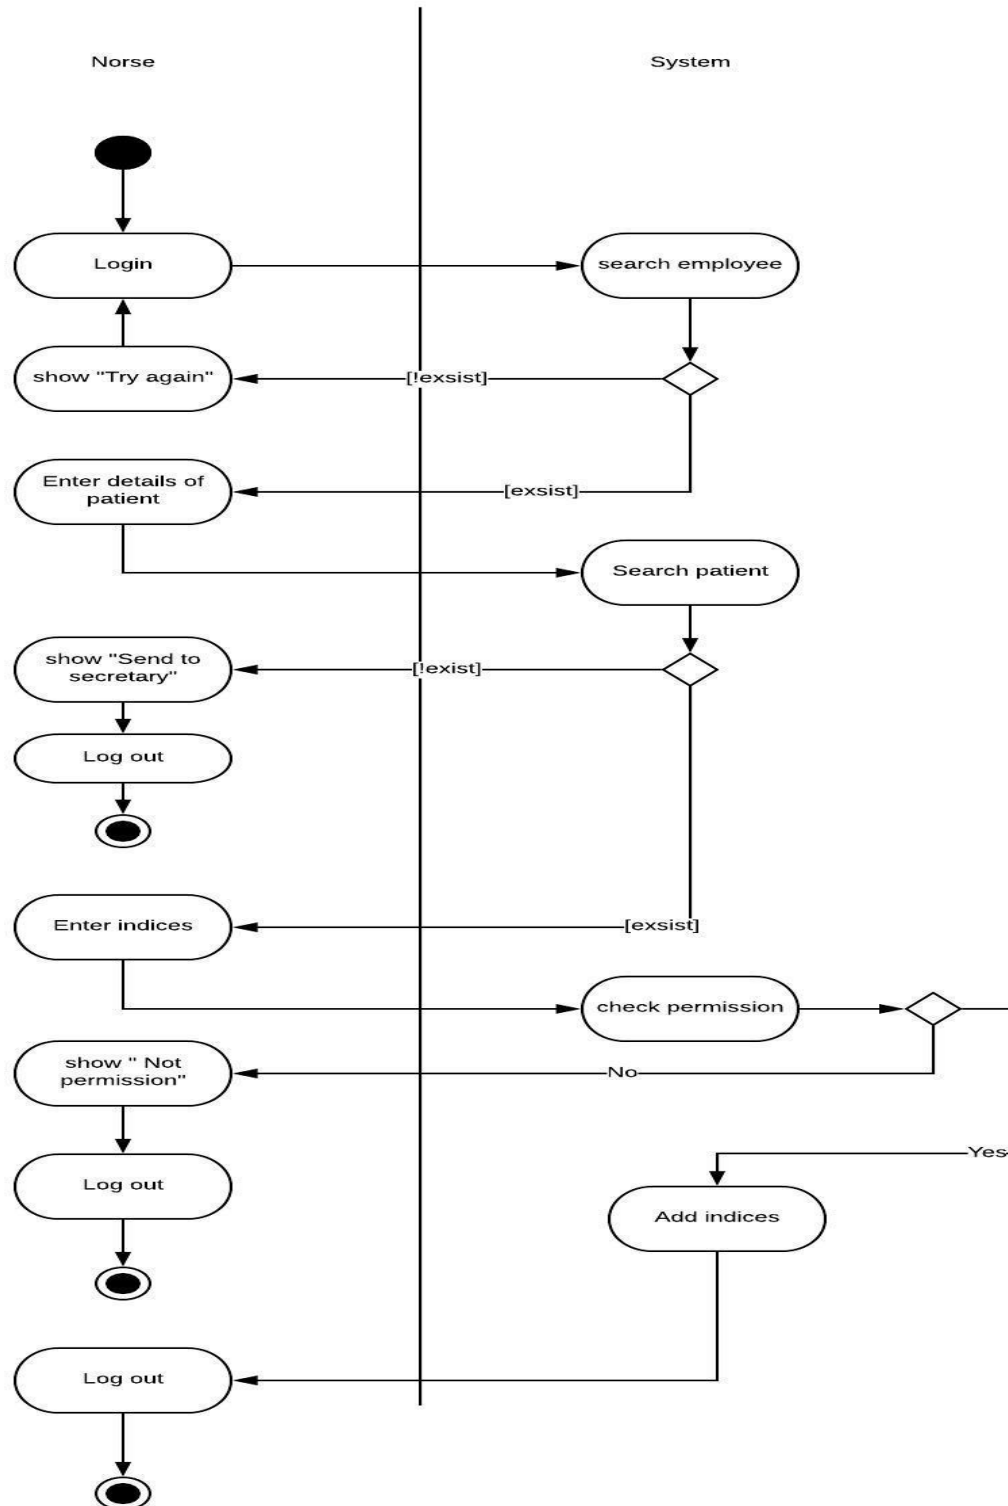 Norse
System
Login
search employee
show "Try again"
[!exsist]
Enter details of
patient
[exsist]
Search patient
show "Send to
secretary"
[!exist]
Log out
Enter indices
[exsist]
check permission
show " Not
permission"
No
Yes
Log out
Add indices
Log out